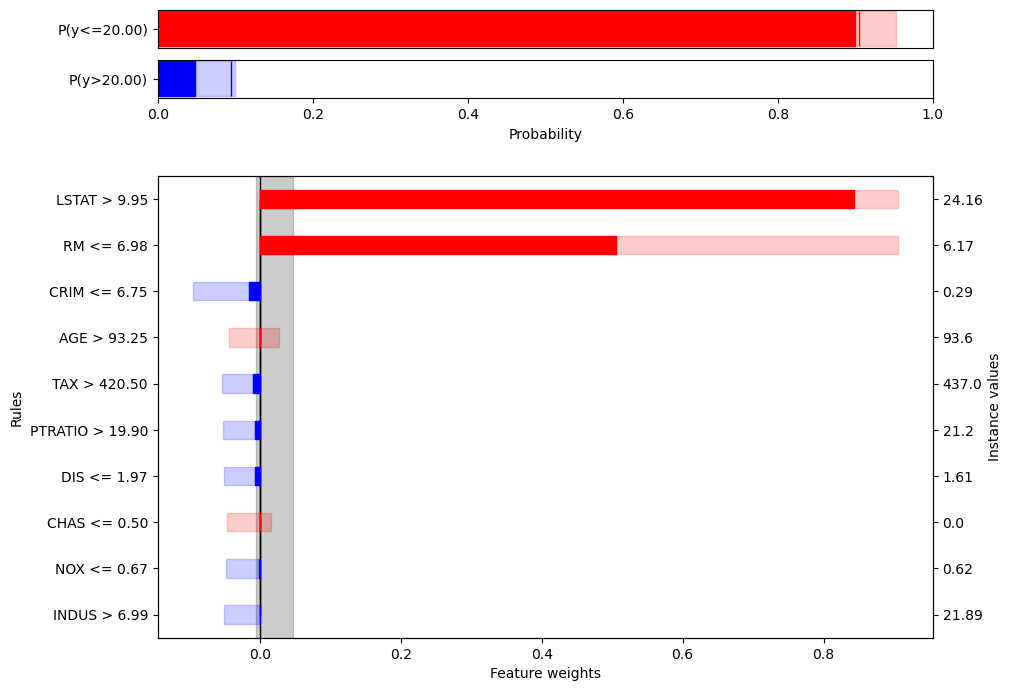 P(y<=20.00)
P(y>20.00)
0.0 0.2 0.4 0.6 0.8 1.0
Probability
LSTAT > 9.95 24.16
RM <= 6.98 6.17
CRIM <= 6.75 0.29
AGE > 93.25 93.6
TAX > 420.50 437.0
PTRATIO > 19.90 21.2
DIS <= 1.97 1.61
CHAS <= 0.50 0.0
NOX <= 0.67 0.62
INDUS > 6.99 21.89
Rules
Instance values
0.0 0.2 0.4 0.6 0.8
Feature weights